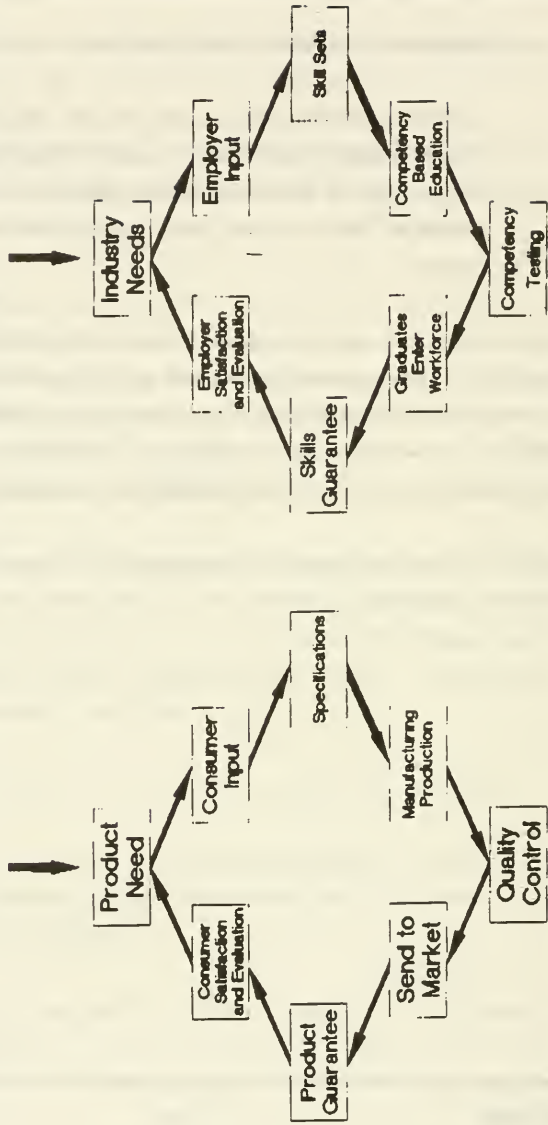 Product
Need
Consumer
Input
Specifications
Manufacturing
Production
Quality
Control
Send to
Market
Product
Guarantee
Consumer
Satisfaction
and Evaluation
Industry
Needs
Employer
Input
Skill Sets
Competency
Based
Education
Competency
Testing
Graduates
Enter
Workforce
Skills
Guarantee
Employer
Satisfaction
and Evaluation